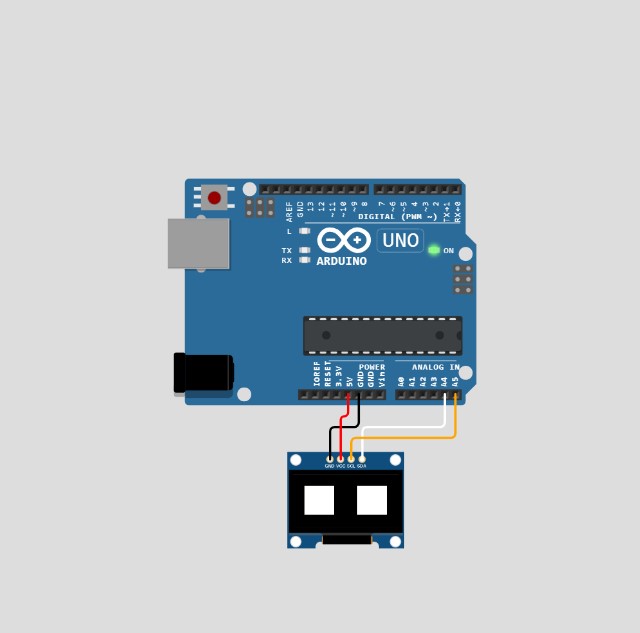 AREF
GND
13
12
~11
~10
~9
8
7
~6
~5
4
~3
2
TX→1
RX←0
DIGITAL (PWM ~)
L
UNO
TX
RX
ON
ARDUINO
POWER
ANALOG IN
IOREF
RESET
3.3V
5V
GND
GND
Vin
A0
A1
A2
A3
A4
A5
GND VCC SCL SDA